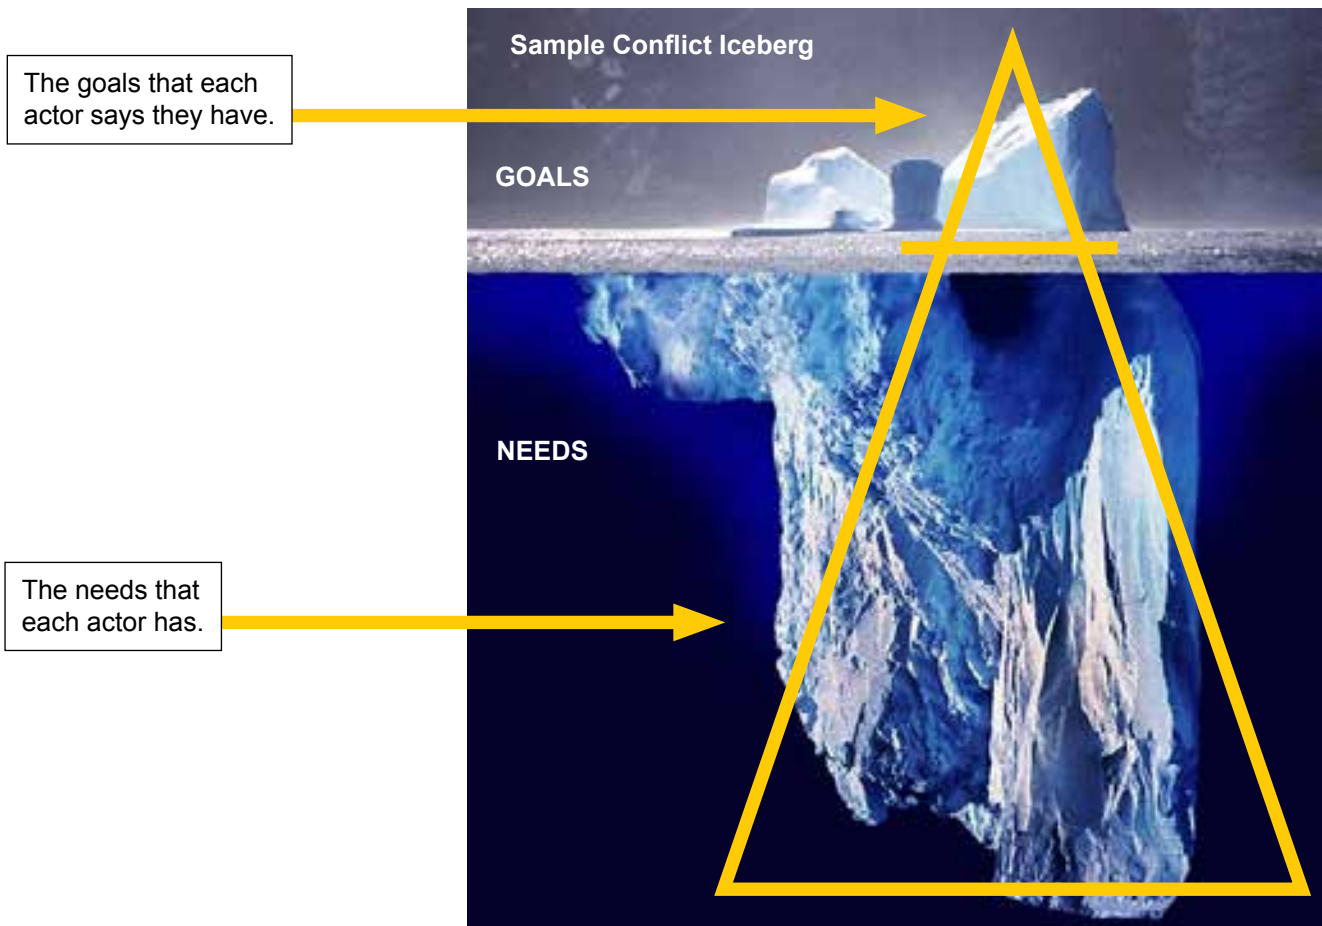 Sample Conflict Iceberg
The goals that each
actor says they have.
GOALS
NEEDS
The needs that
each actor has.